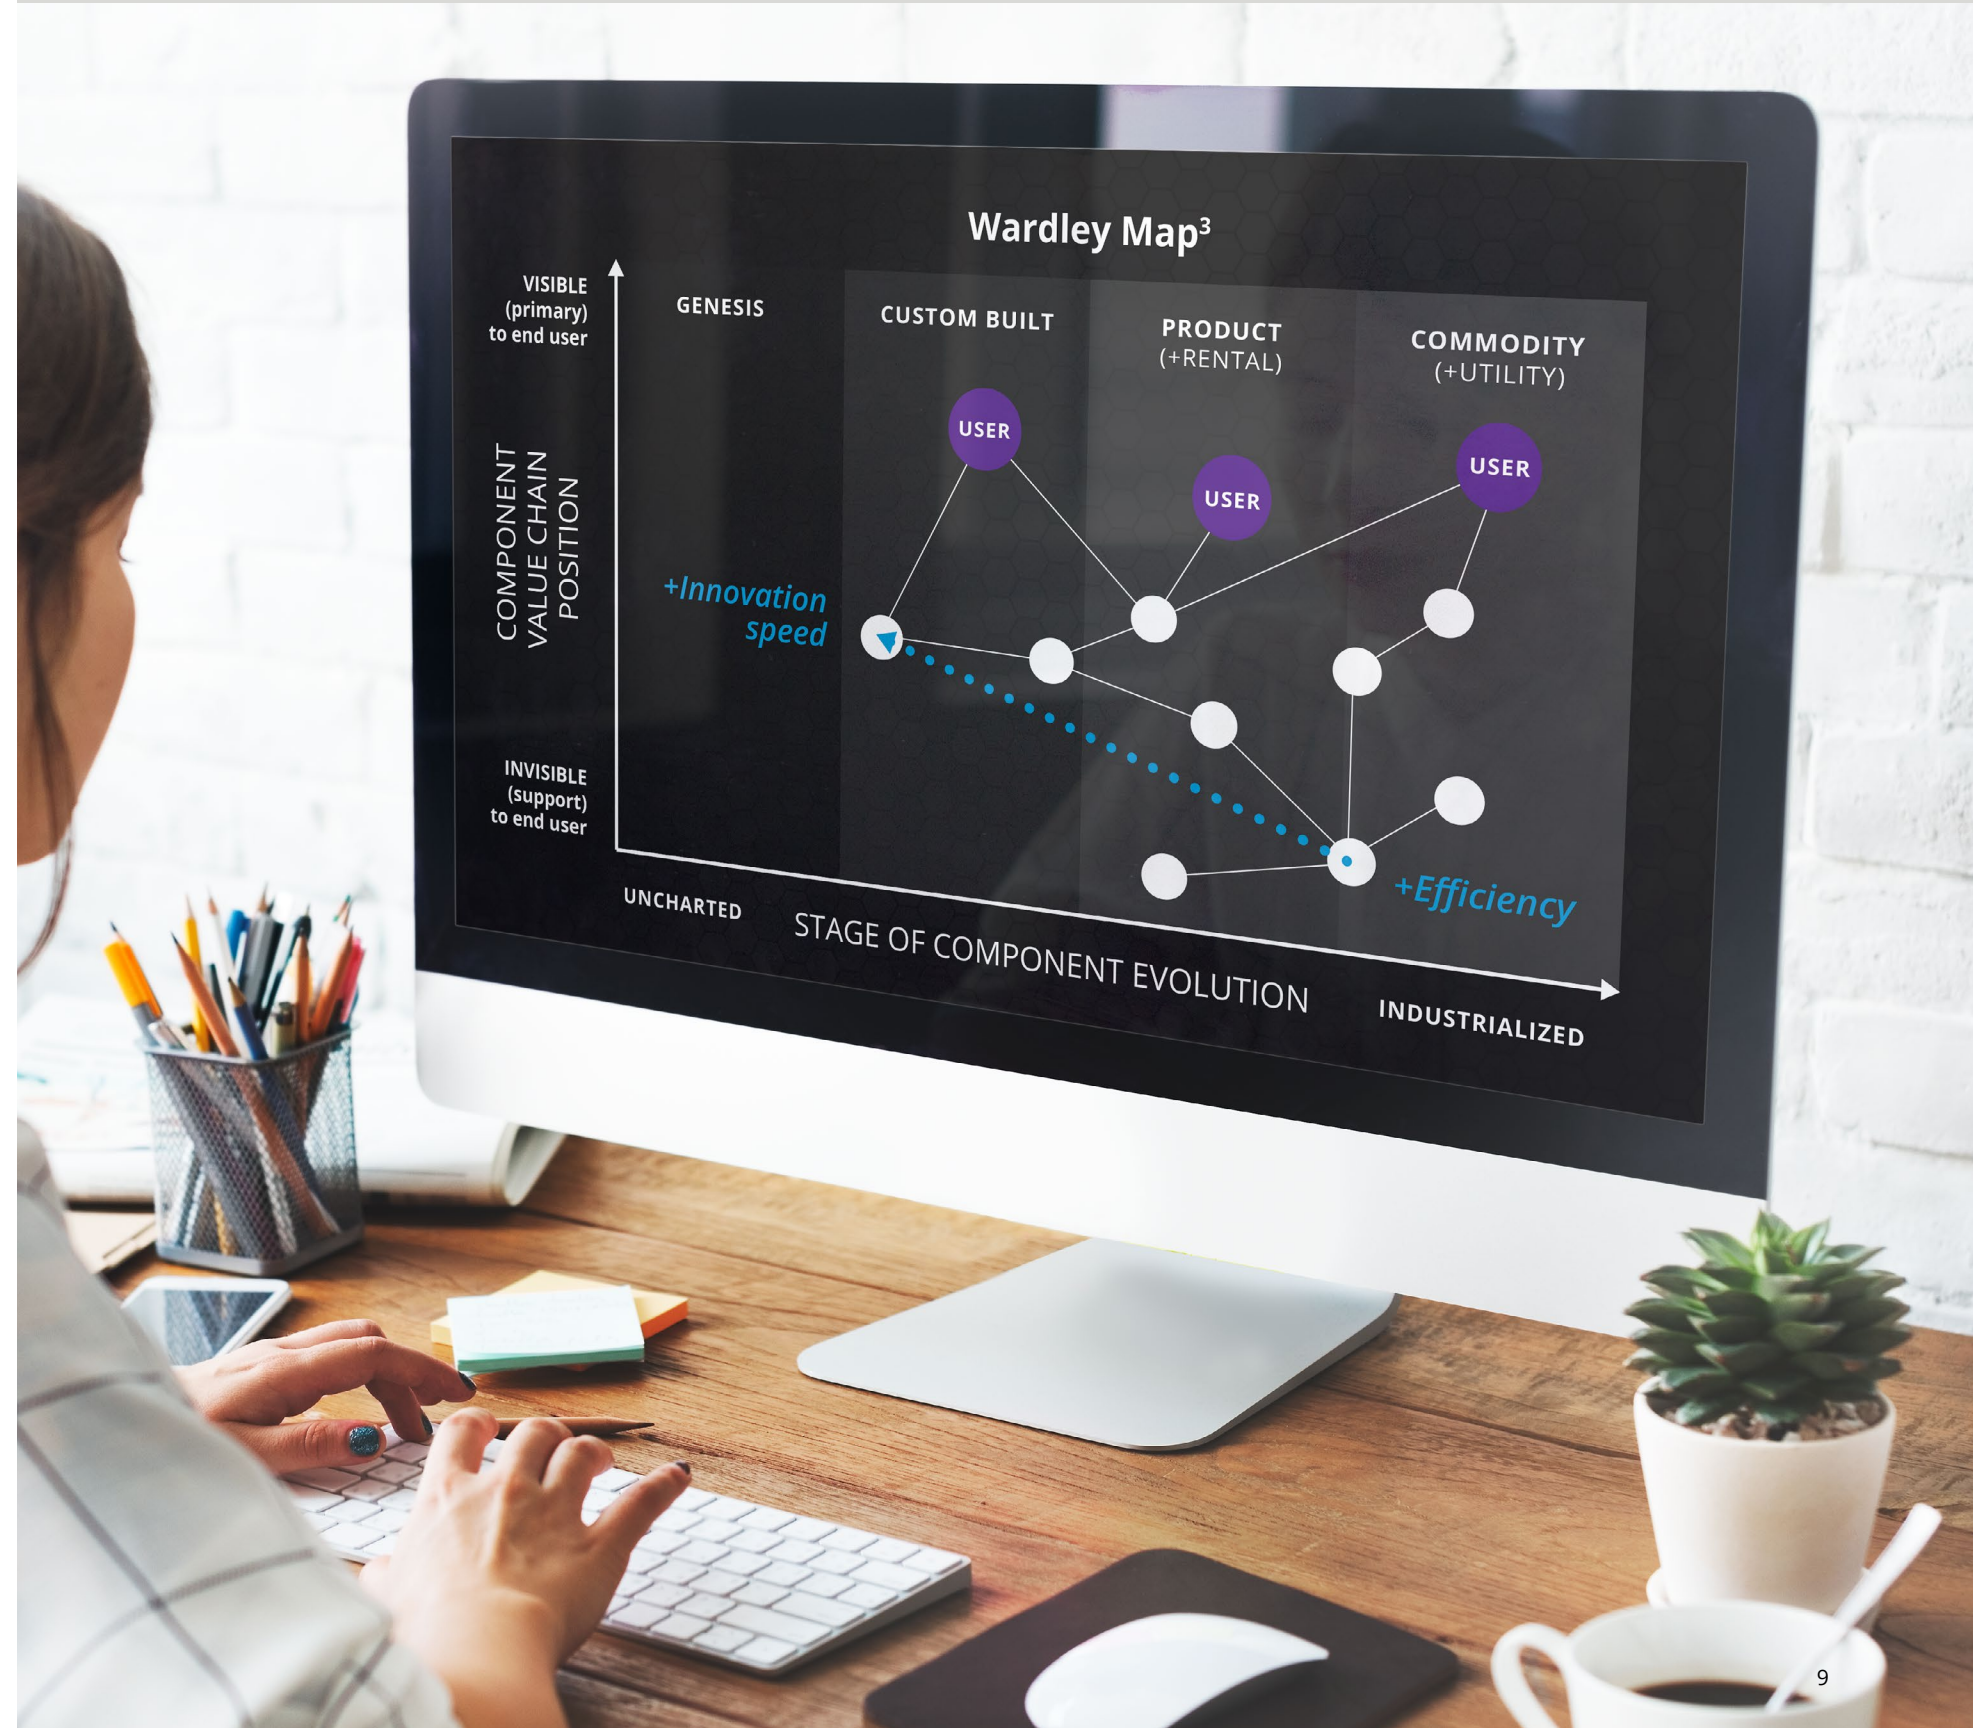 Wardley Map³
VISIBLE
(primary)
to end user
GENESIS
CUSTOM BUILT
PRODUCT
(+RENTAL)
COMMODITY
(+UTILITY)
USER
USER
USER
COMPONENT
VALUE CHAIN
POSITION
+Innovation
speed
INVISIBLE
(support)
to end user
+Efficiency
UNCHARTED
STAGE OF COMPONENT EVOLUTION
INDUSTRIALIZED
9